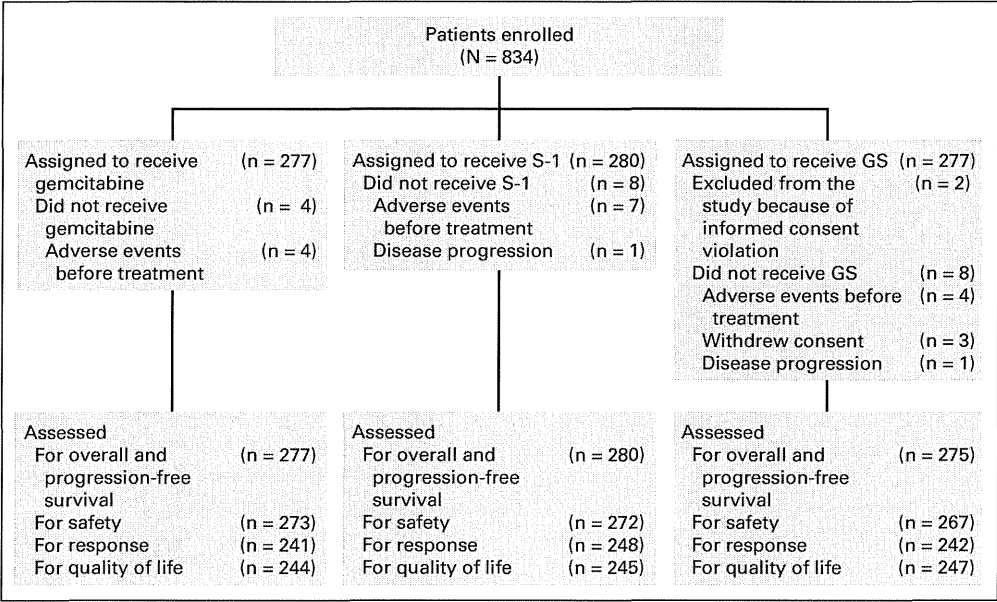 Patients enrolled
(N = 834)
Assigned to receive (n = 277)
gemcitabine
Did not receive (n = 4)
gemcitabine
Adverse events (n = 4)
before treatment
Assigned to receive S-1 (n = 280)
Did not receive S-1 (n = 8)
Adverse events (n = 7)
before treatment
Disease progression (n = 1)
Assigned to receive GS (n = 277)
Excluded from the (n = 2)
study because of
informed consent
violation
Did not receive GS (n = 8)
Adverse events before (n = 4)
treatment
Withdrew consent (n = 3)
Disease progression (n = 1)
Assessed
For overall and (n = 277)
progression-free
survival
For safety (n = 273)
For response (n = 241)
For quality of life (n = 244)
Assessed
For overall and (n = 280)
progression-free
survival
For safety (n = 272)
For response (n = 248)
For quality of life (n = 245)
Assessed
For overall and (n = 275)
progression-free
survival
For safety (n = 267)
For response (n = 242)
For quality of life (n = 247)